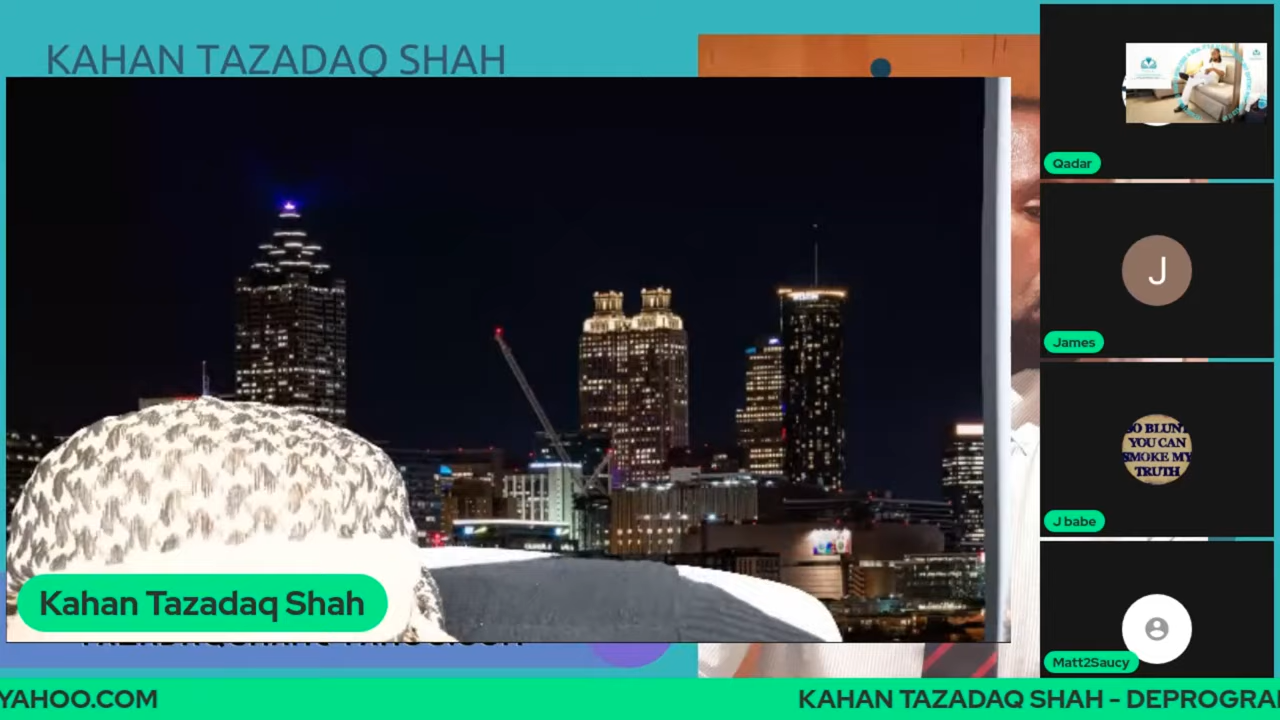 KAHAN TAZADAQ SHAH
Qadar
J
James
SO BLUNT
YOU CAN
SMOKE MY
TRUTH
J babe
Kahan Tazadaq Shah
Matt2Saucy
YAHOO.COM
KAHAN TAZADAQ SHAH - DEPROGRA